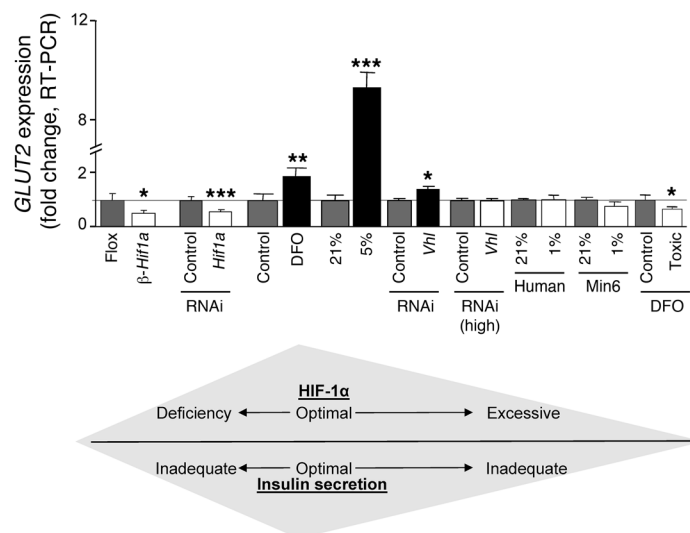 GLUT2 expression
(fold change, RT-PCR)
12
8
2
0
* *** ** *** * *
Flox β-Hif1a Control Hif1a Control DFO 21% 5% Control Vhl Control Vhl 21% 1% 21% 1% Control Toxic
RNAi RNAi RNAi Human Min6 DFO
(high)
HIF-1α
Deficiency Optimal Excessive
Inadequate Optimal Inadequate
Insulin secretion